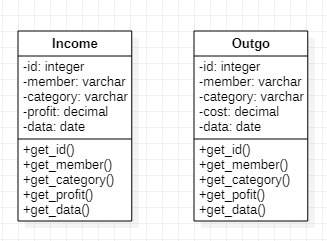 Income
-id: integer
-member: varchar
-category: varchar
-profit: decimal
-data: date
+get_id()
+get_member()
+get_category()
+get_profit()
+get_data()
Outgo
-id: integer
-member: varchar
-category: varchar
-cost: decimal
-data: date
+get_id()
+get_member()
+get_category()
+get_pofit()
+get_data()